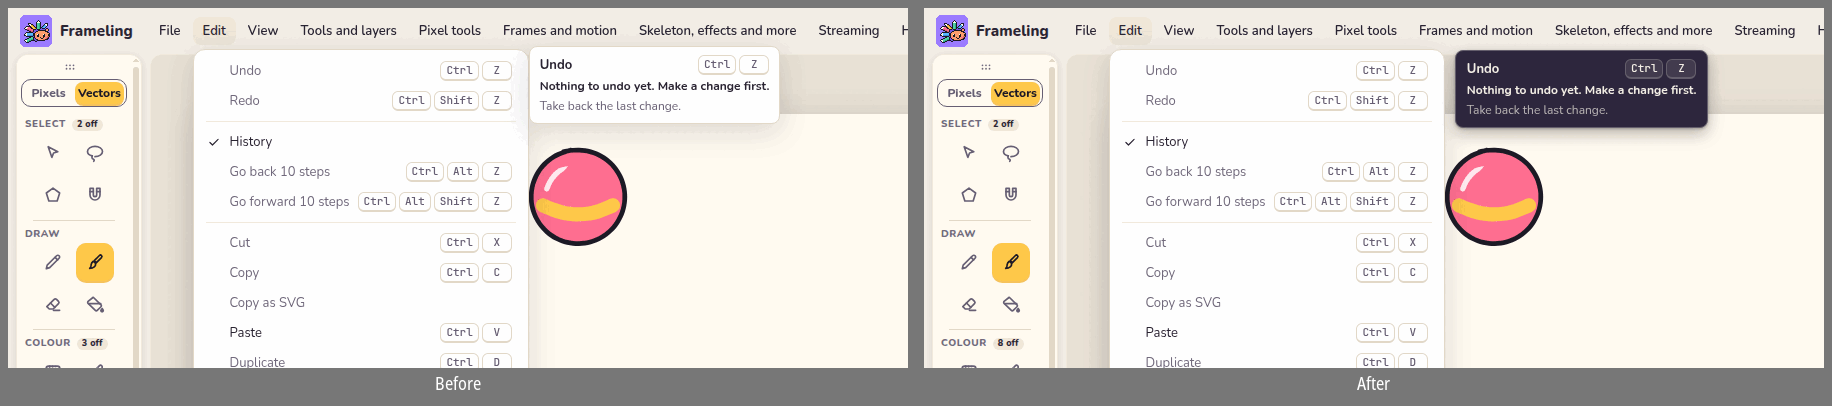 Frameling File Edit View Tools and layers Pixel tools Frames and motion Skeleton, effects and more Streaming H
Pixels Vectors
SELECT 2 off
DRAW
COLOUR 3 off
Undo Ctrl Z
Redo Ctrl Shift Z
History
Go back 10 steps Ctrl Alt Z
Go forward 10 steps Ctrl Alt Shift Z
Cut Ctrl X
Copy Ctrl C
Copy as SVG
Paste Ctrl V
Duplicate Ctrl D
Undo Ctrl Z
Nothing to undo yet. Make a change first.
Take back the last change.
Before
Frameling File Edit View Tools and layers Pixel tools Frames and motion Skeleton, effects and more Streaming H
Pixels Vectors
SELECT 2 off
DRAW
COLOUR 8 off
Undo Ctrl Z
Redo Ctrl Shift Z
History
Go back 10 steps Ctrl Alt Z
Go forward 10 steps Ctrl Alt Shift Z
Cut Ctrl X
Copy Ctrl C
Copy as SVG
Paste Ctrl V
Duplicate Ctrl D
Undo Ctrl Z
Nothing to undo yet. Make a change first.
Take back the last change.
After